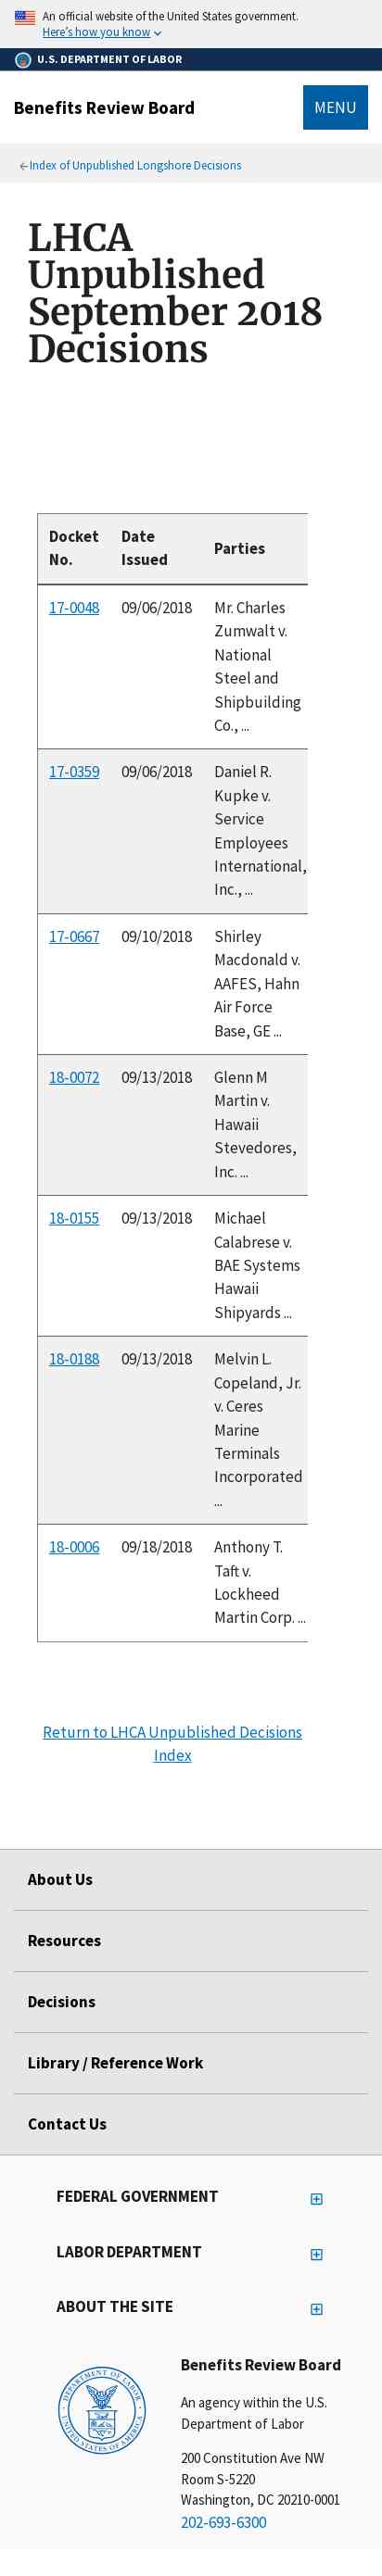 An official website of the United States government.
Here's how you know
U.S. DEPARTMENT OF LABOR
Benefits Review Board
MENU
Index of Unpublished Longshore Decisions
LHCA
Unpublished
September 2018
Decisions
Docket No. Date Issued Parties
17-0048 09/06/2018 Mr. Charles
Zumwalt v.
National
Steel and
Shipbuilding
Co., ...
17-0359 09/06/2018 Daniel R.
Kupke v.
Service
Employees
International,
Inc., ...
17-0667 09/10/2018 Shirley
Macdonald v.
AAFES, Hahn
Air Force
Base, GE ...
18-0072 09/13/2018 Glenn M
Martin v.
Hawaii
Stevedores,
Inc. ...
18-0155 09/13/2018 Michael
Calabrese v.
BAE Systems
Hawaii
Shipyards ...
18-0188 09/13/2018 Melvin L.
Copeland, Jr.
v. Ceres
Marine
Terminals
Incorporated
...
18-0006 09/18/2018 Anthony T.
Taft v.
Lockheed
Martin Corp. ...
Return to LHCA Unpublished Decisions
Index
About Us
Resources
Decisions
Library / Reference Work
Contact Us
FEDERAL GOVERNMENT
LABOR DEPARTMENT
ABOUT THE SITE
DEPARTMENT OF LABOR
UNITED STATES OF AMERICA
Benefits Review Board
An agency within the U.S.
Department of Labor
200 Constitution Ave NW
Room S-5220
Washington, DC 20210-0001
202-693-6300